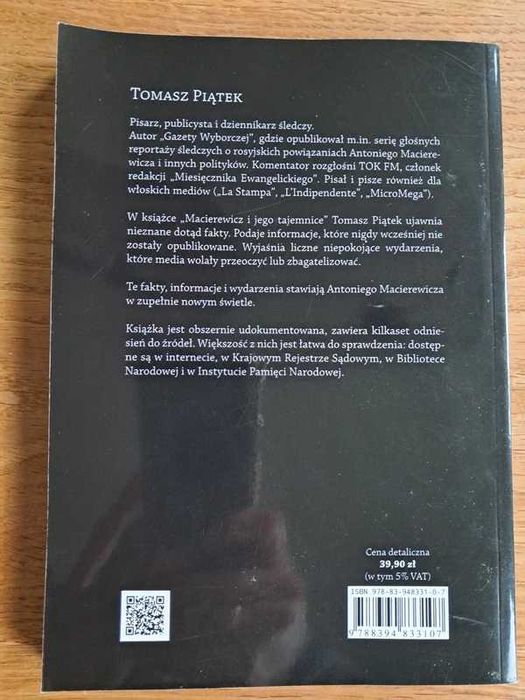 Tomasz Piątek
Pisarz, publicysta i dziennikarz śledczy.
Autor „Gazety Wyborczej”, gdzie opublikował m.in. serię głośnych
reportaży śledczych o rosyjskich powiązaniach Antoniego Maciere-
wicza i innych polityków. Komentator rozgłośni TOK FM, członek
redakcji „Miesięcznika Ewangelickiego”. Pisał i pisze również dla
włoskich mediów („La Stampa”, „L’Indipendente”, „MicroMega”).
W książce „Macierewicz i jego tajemnice” Tomasz Piątek ujawnia
nieznane dotąd fakty. Podaje informacje, które nigdy wcześniej nie
zostały opublikowane. Wyjaśnia liczne niepokojące wydarzenia,
które media wolały przeoczyć lub zbagatelizować.
Te fakty, informacje i wydarzenia stawiają Antoniego Macierewicza
w zupełnie nowym świetle.
Książka jest obszernie udokumentowana, zawiera kilkaset odnie-
sień do źródeł. Większość z nich jest łatwa do sprawdzenia: dostęp-
ne są w internecie, w Krajowym Rejestrze Sądowym, w Bibliotece
Narodowej i w Instytucie Pamięci Narodowej.
Cena detaliczna
39,90 zł
(w tym 5% VAT)
ISBN 978-83-948331-0-7
9 788394 833107